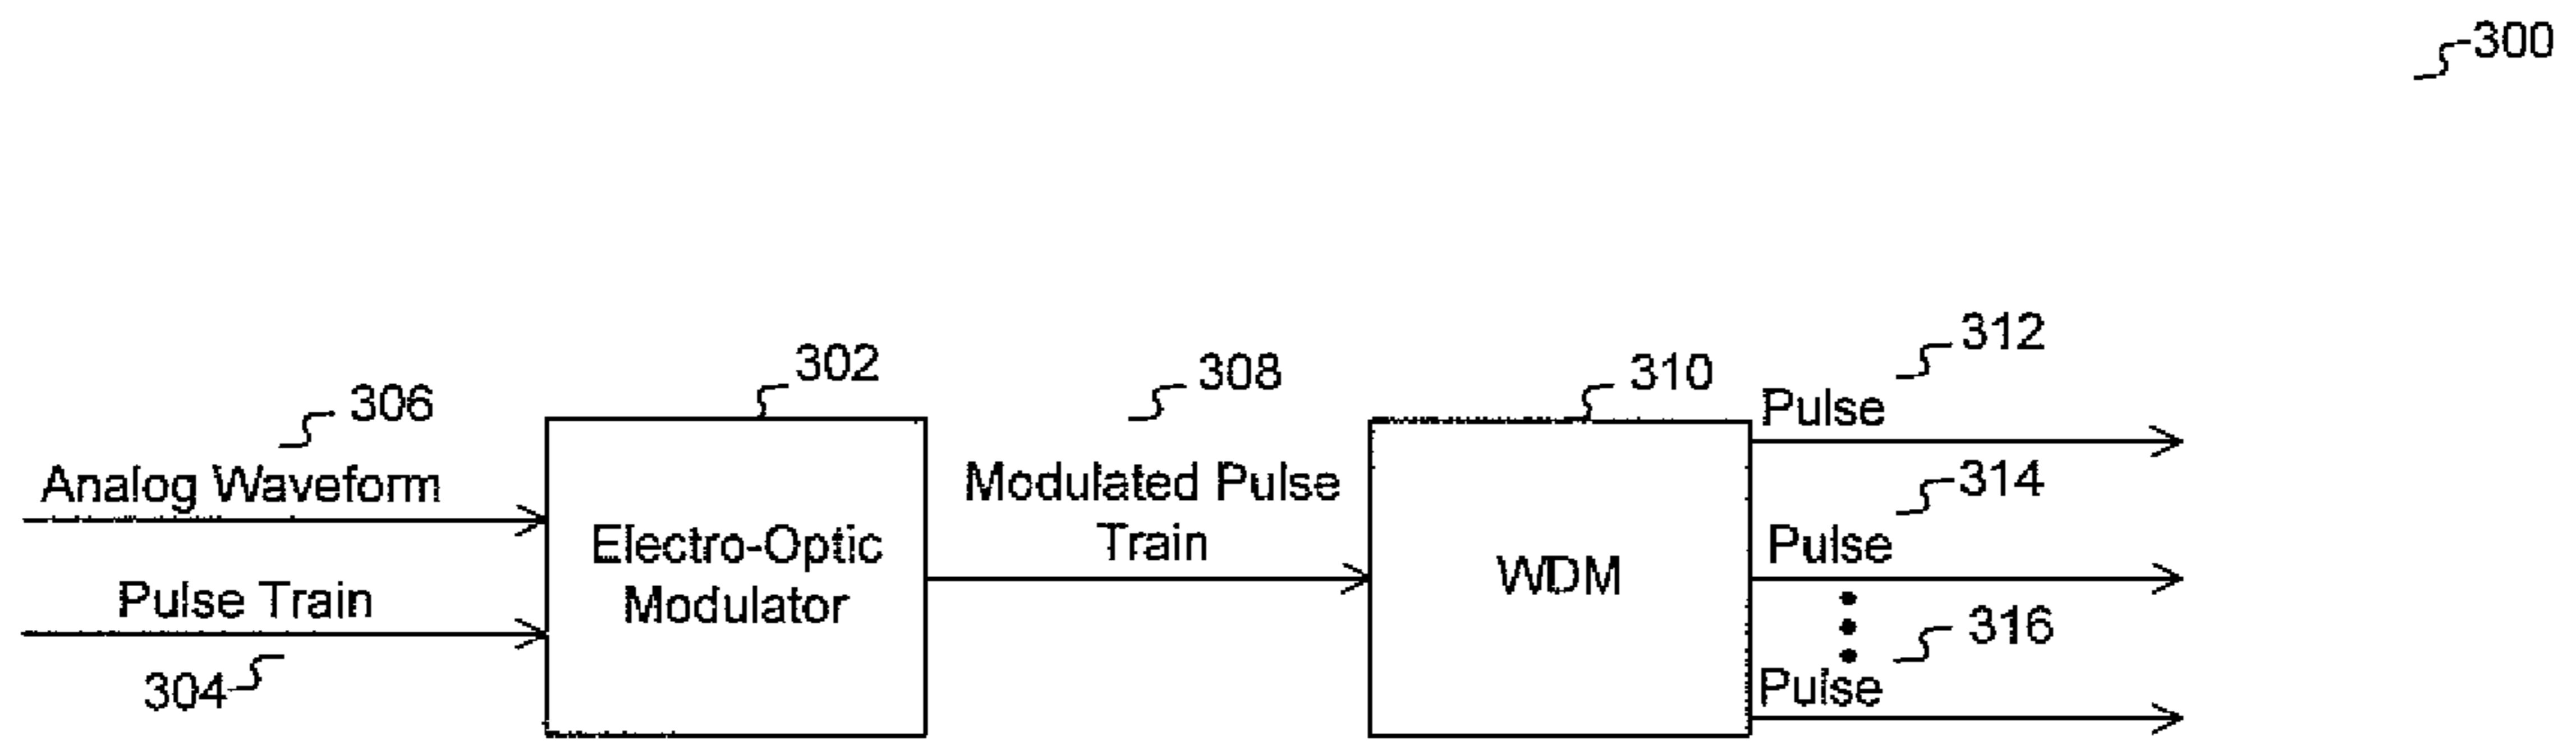 300
312
302
308
310
306
Pulse
Analog Waveform
Modulated Pulse
Train
314
Electro-Optic
Modulator
WDM
Pulse
Pulse Train
316
304
Pulse